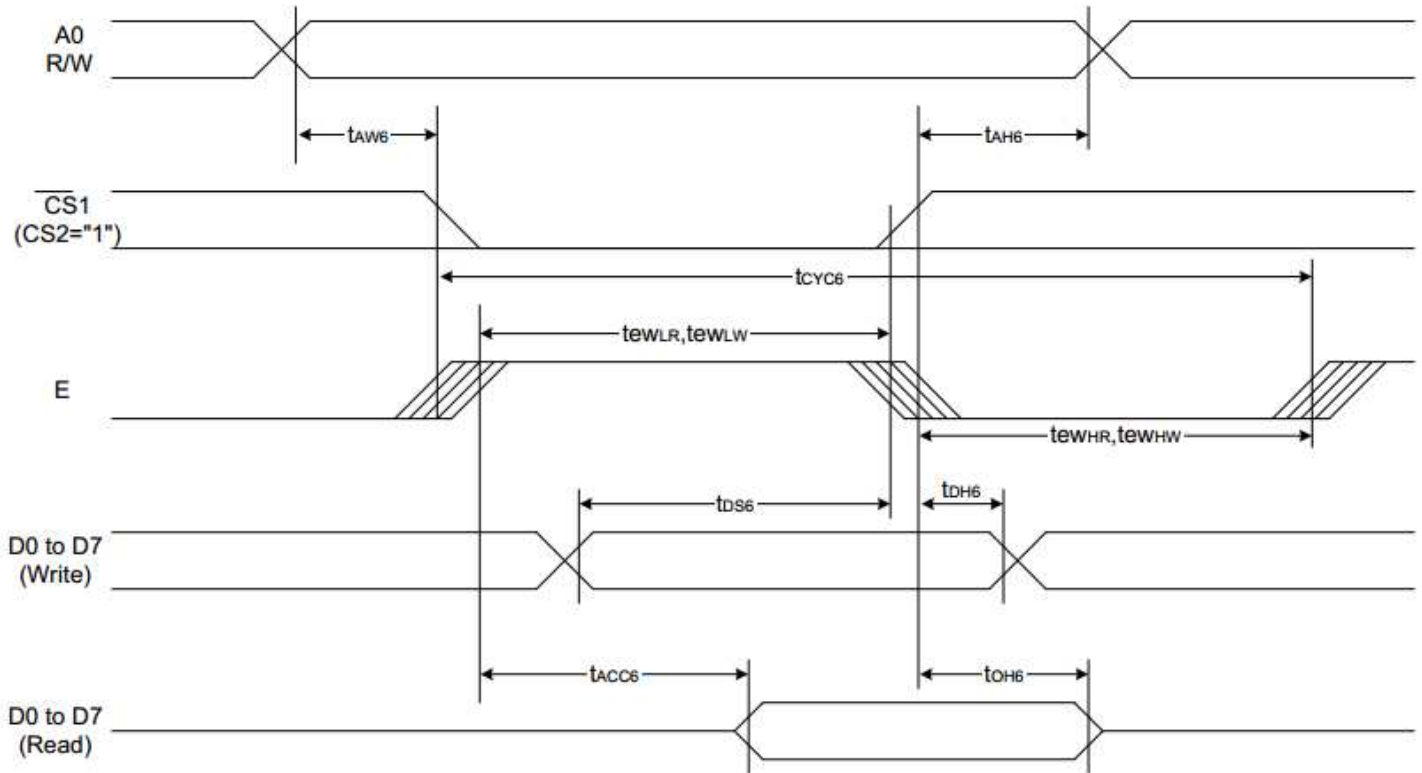 A0
R/W
tAW6
tAH6
CS1
(CS2="1")
tCYC6
tewLR,tewLW
E
tewHR,tewHW
tDS6
tDH6
D0 to D7
(Write)
tACC6
tOH6
D0 to D7
(Read)